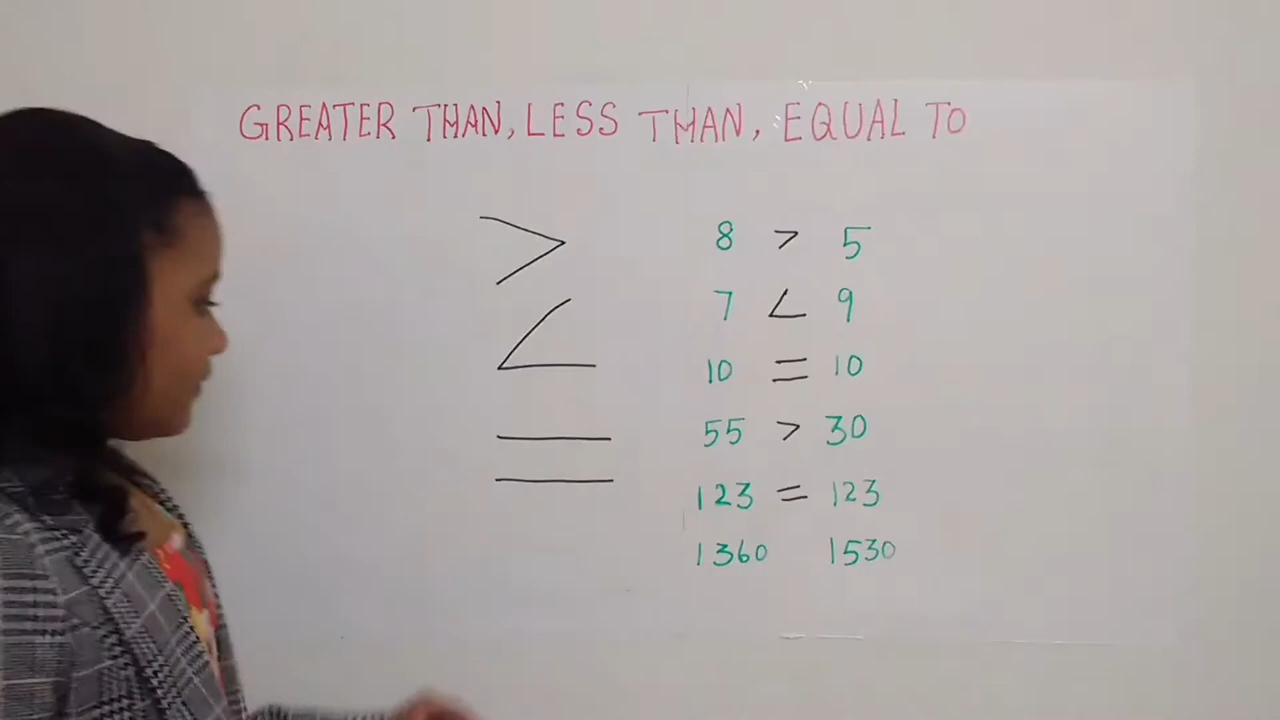 GREATER THAN, LESS THAN, EQUAL TO
>
<
=
8 > 5
7 < 9
10 = 10
55 > 30
123 = 123
1360 1530